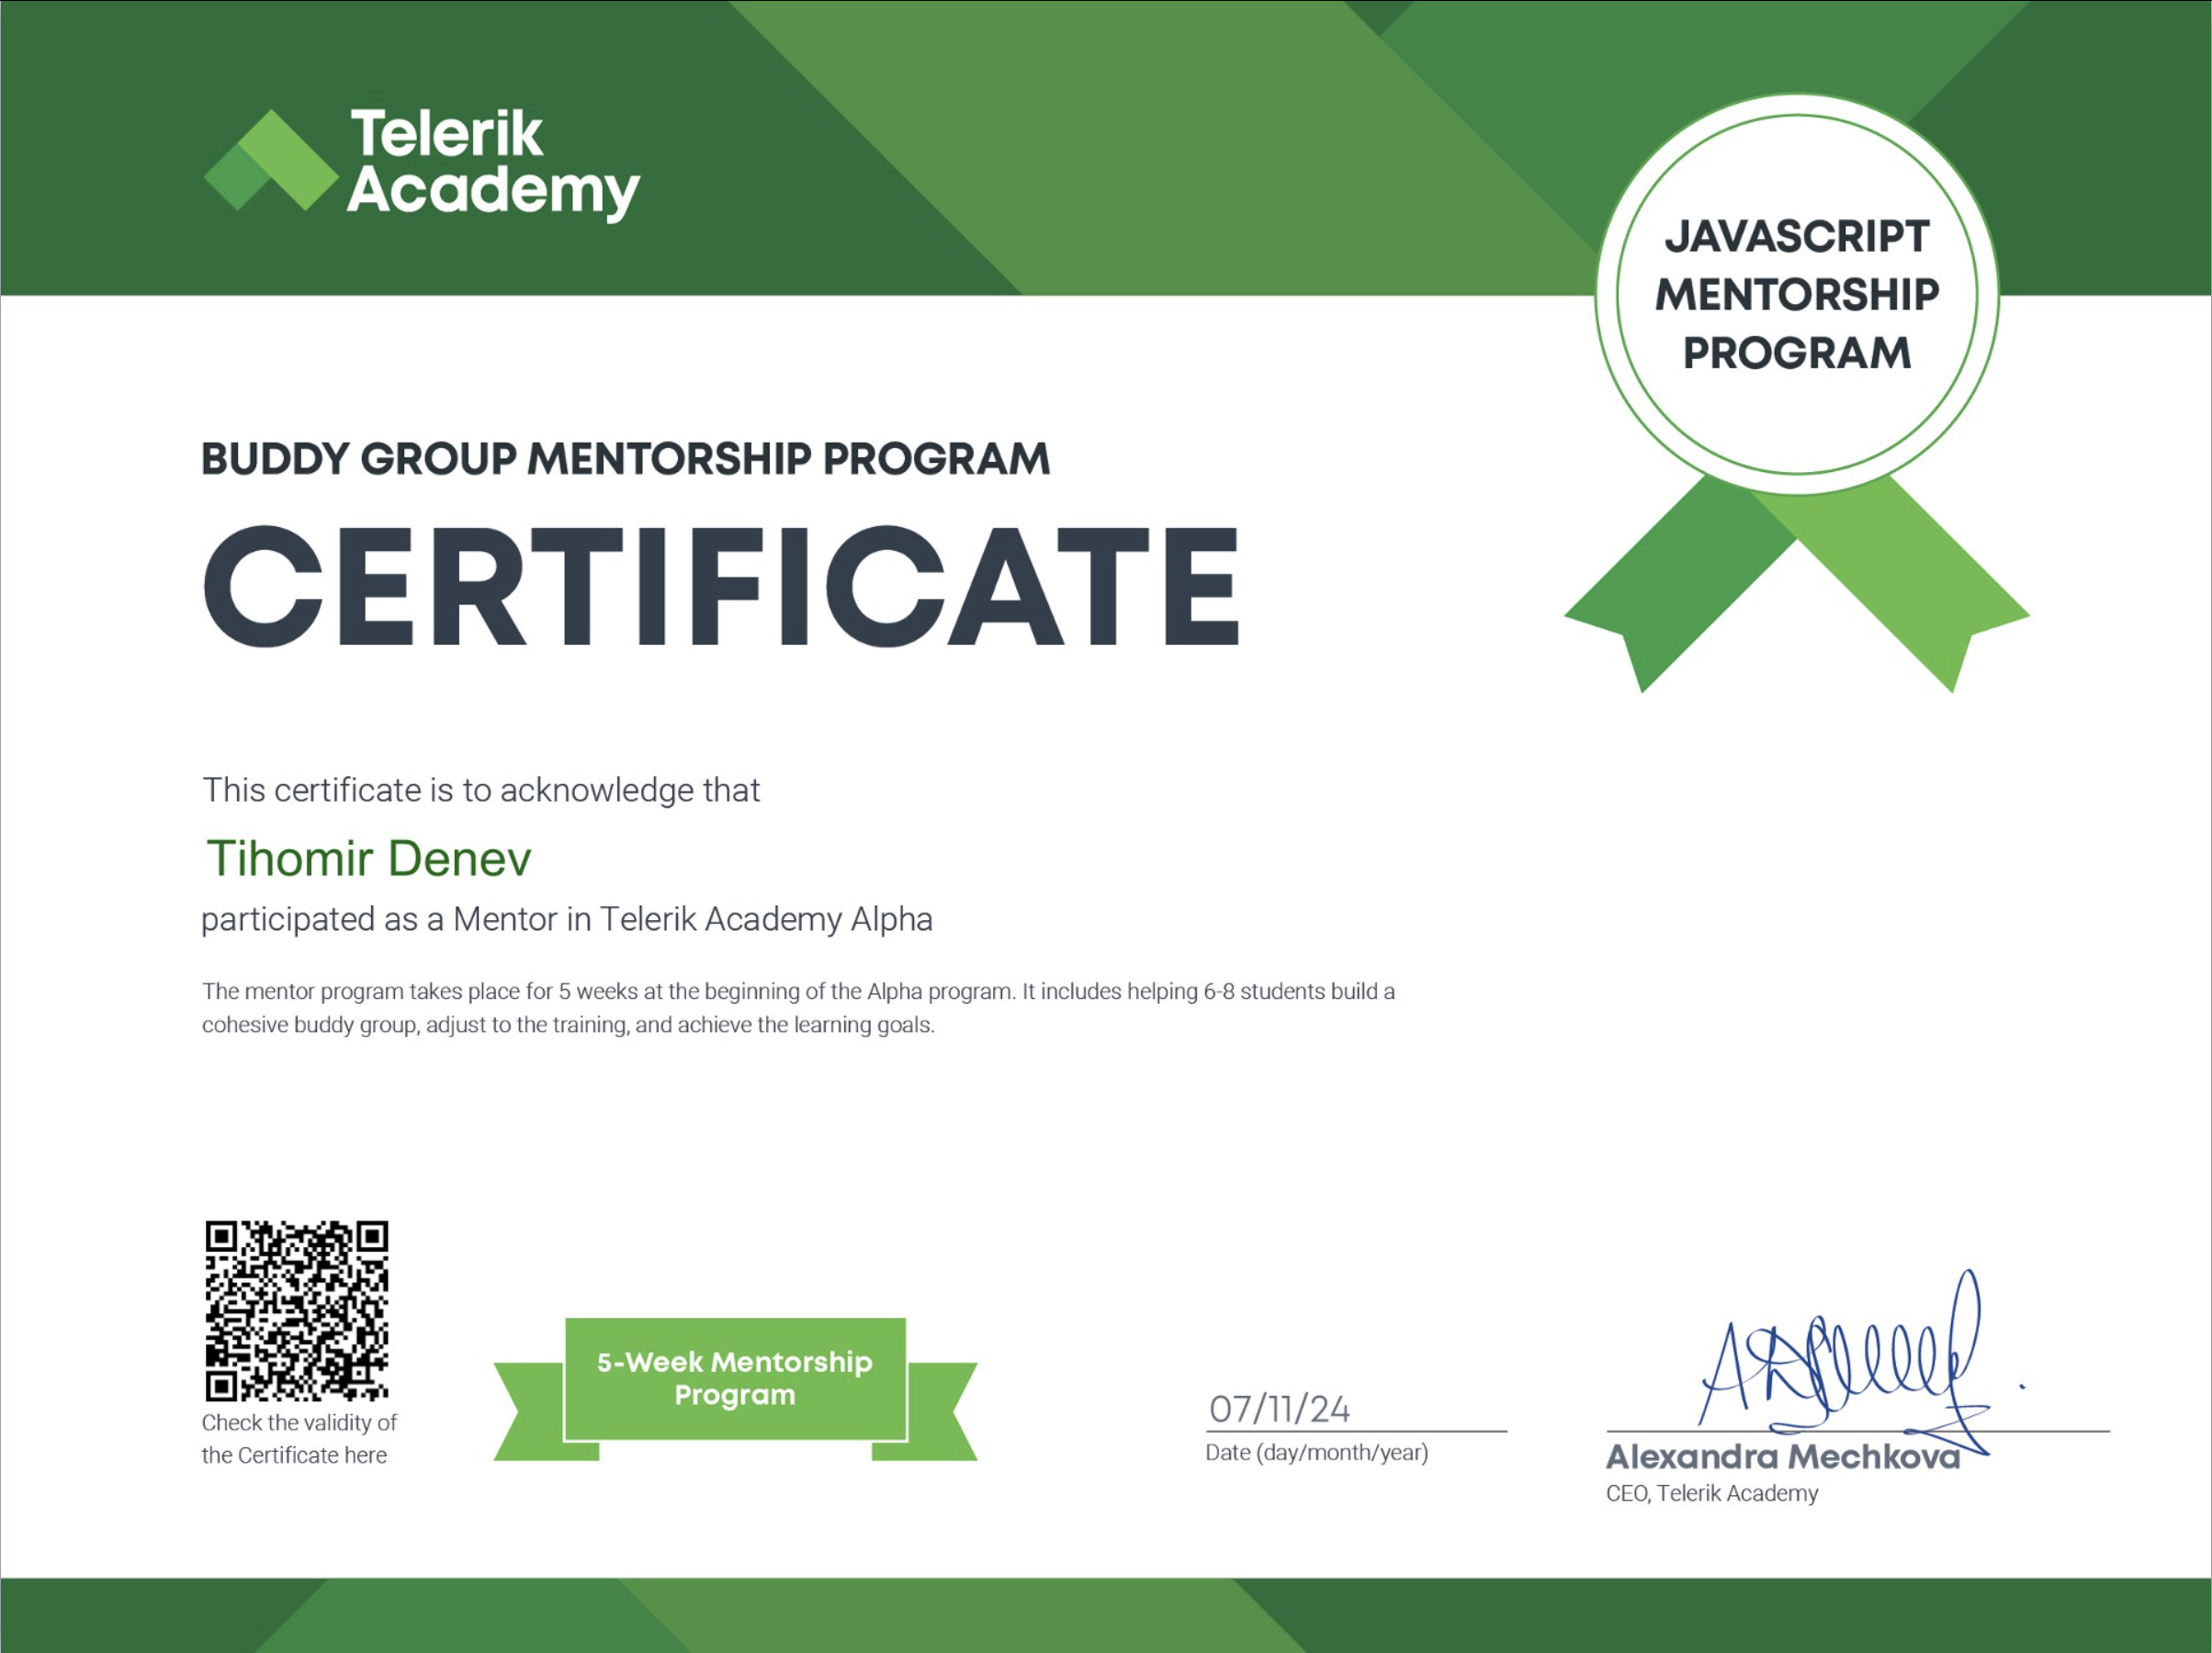 Telerik
Academy
JAVASCRIPT
MENTORSHIP
PROGRAM
BUDDY GROUP MENTORSHIP PROGRAM
CERTIFICATE
This certificate is to acknowledge that
Tihomir Denev
participated as a Mentor in Telerik Academy Alpha
The mentor program takes place for 5 weeks at the beginning of the Alpha program. It includes helping 6-8 students build a
cohesive buddy group, adjust to the training, and achieve the learning goals.
Check the validity of
the Certificate here
5-Week Mentorship
Program
07/11/24
Date (day/month/year)
Alexandra Mechkova
CEO, Telerik Academy